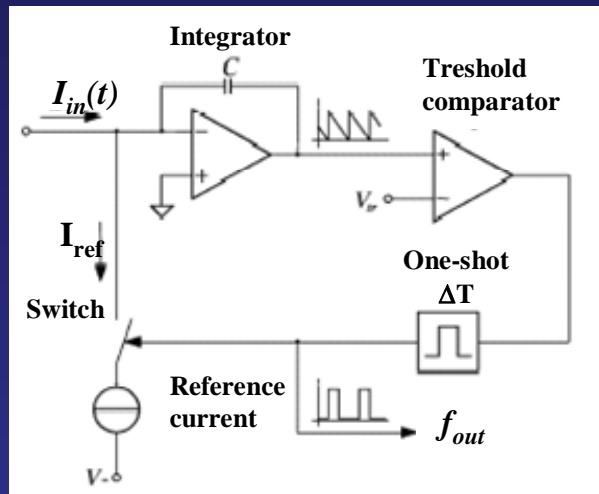 Integrator
C
I_in(t)
Treshold
comparator
−
+
+
−
V_tr
I_ref
One-shot
ΔT
Switch
Reference
current
f_out
V-